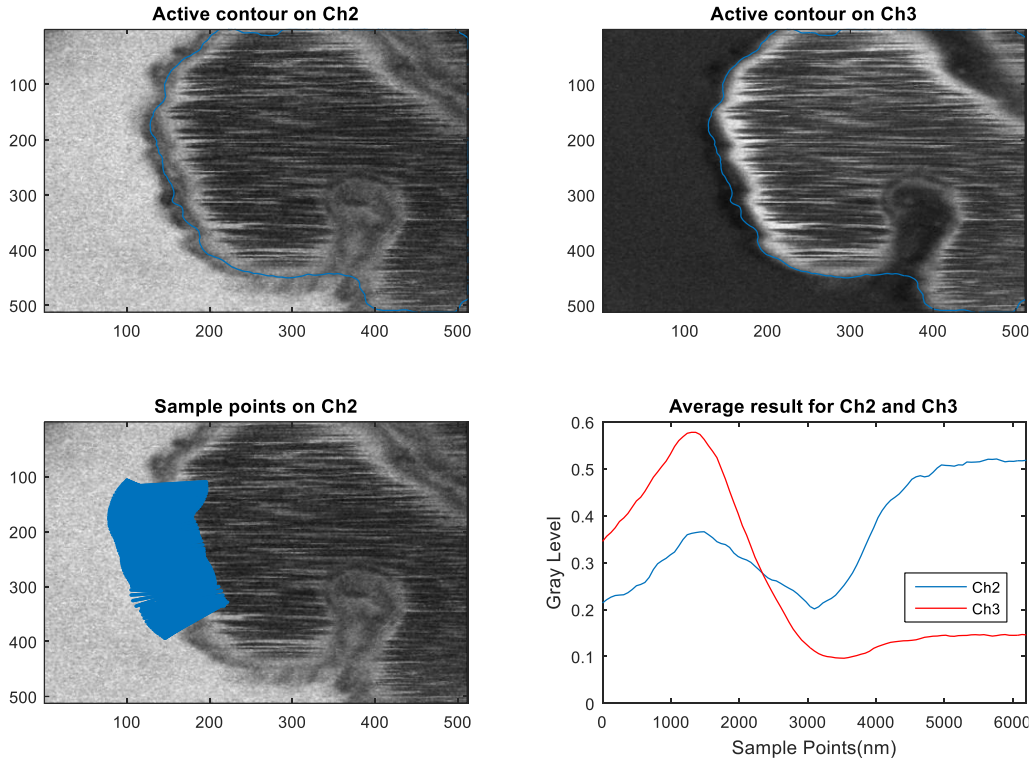 Active contour on Ch2
100
200
300
400
500
100 200 300 400 500
Active contour on Ch3
100
200
300
400
500
100 200 300 400 500
Sample points on Ch2
100
200
300
400
500
100 200 300 400 500
Average result for Ch2 and Ch3
Gray Level
0.6
0.5
0.4
0.3
0.2
0.1
0
Ch2
Ch3
0 1000 2000 3000 4000 5000 6000
Sample Points(nm)